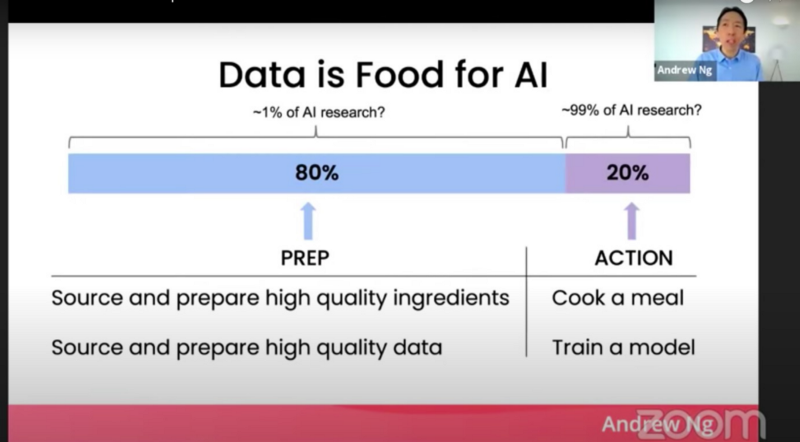 Data is Food for AI
~1% of AI research?
~99% of AI research?
80%
20%
PREP
ACTION
Source and prepare high quality ingredients
Cook a meal
Source and prepare high quality data
Train a model
Andrew Ng
Andrew Ng
zoom